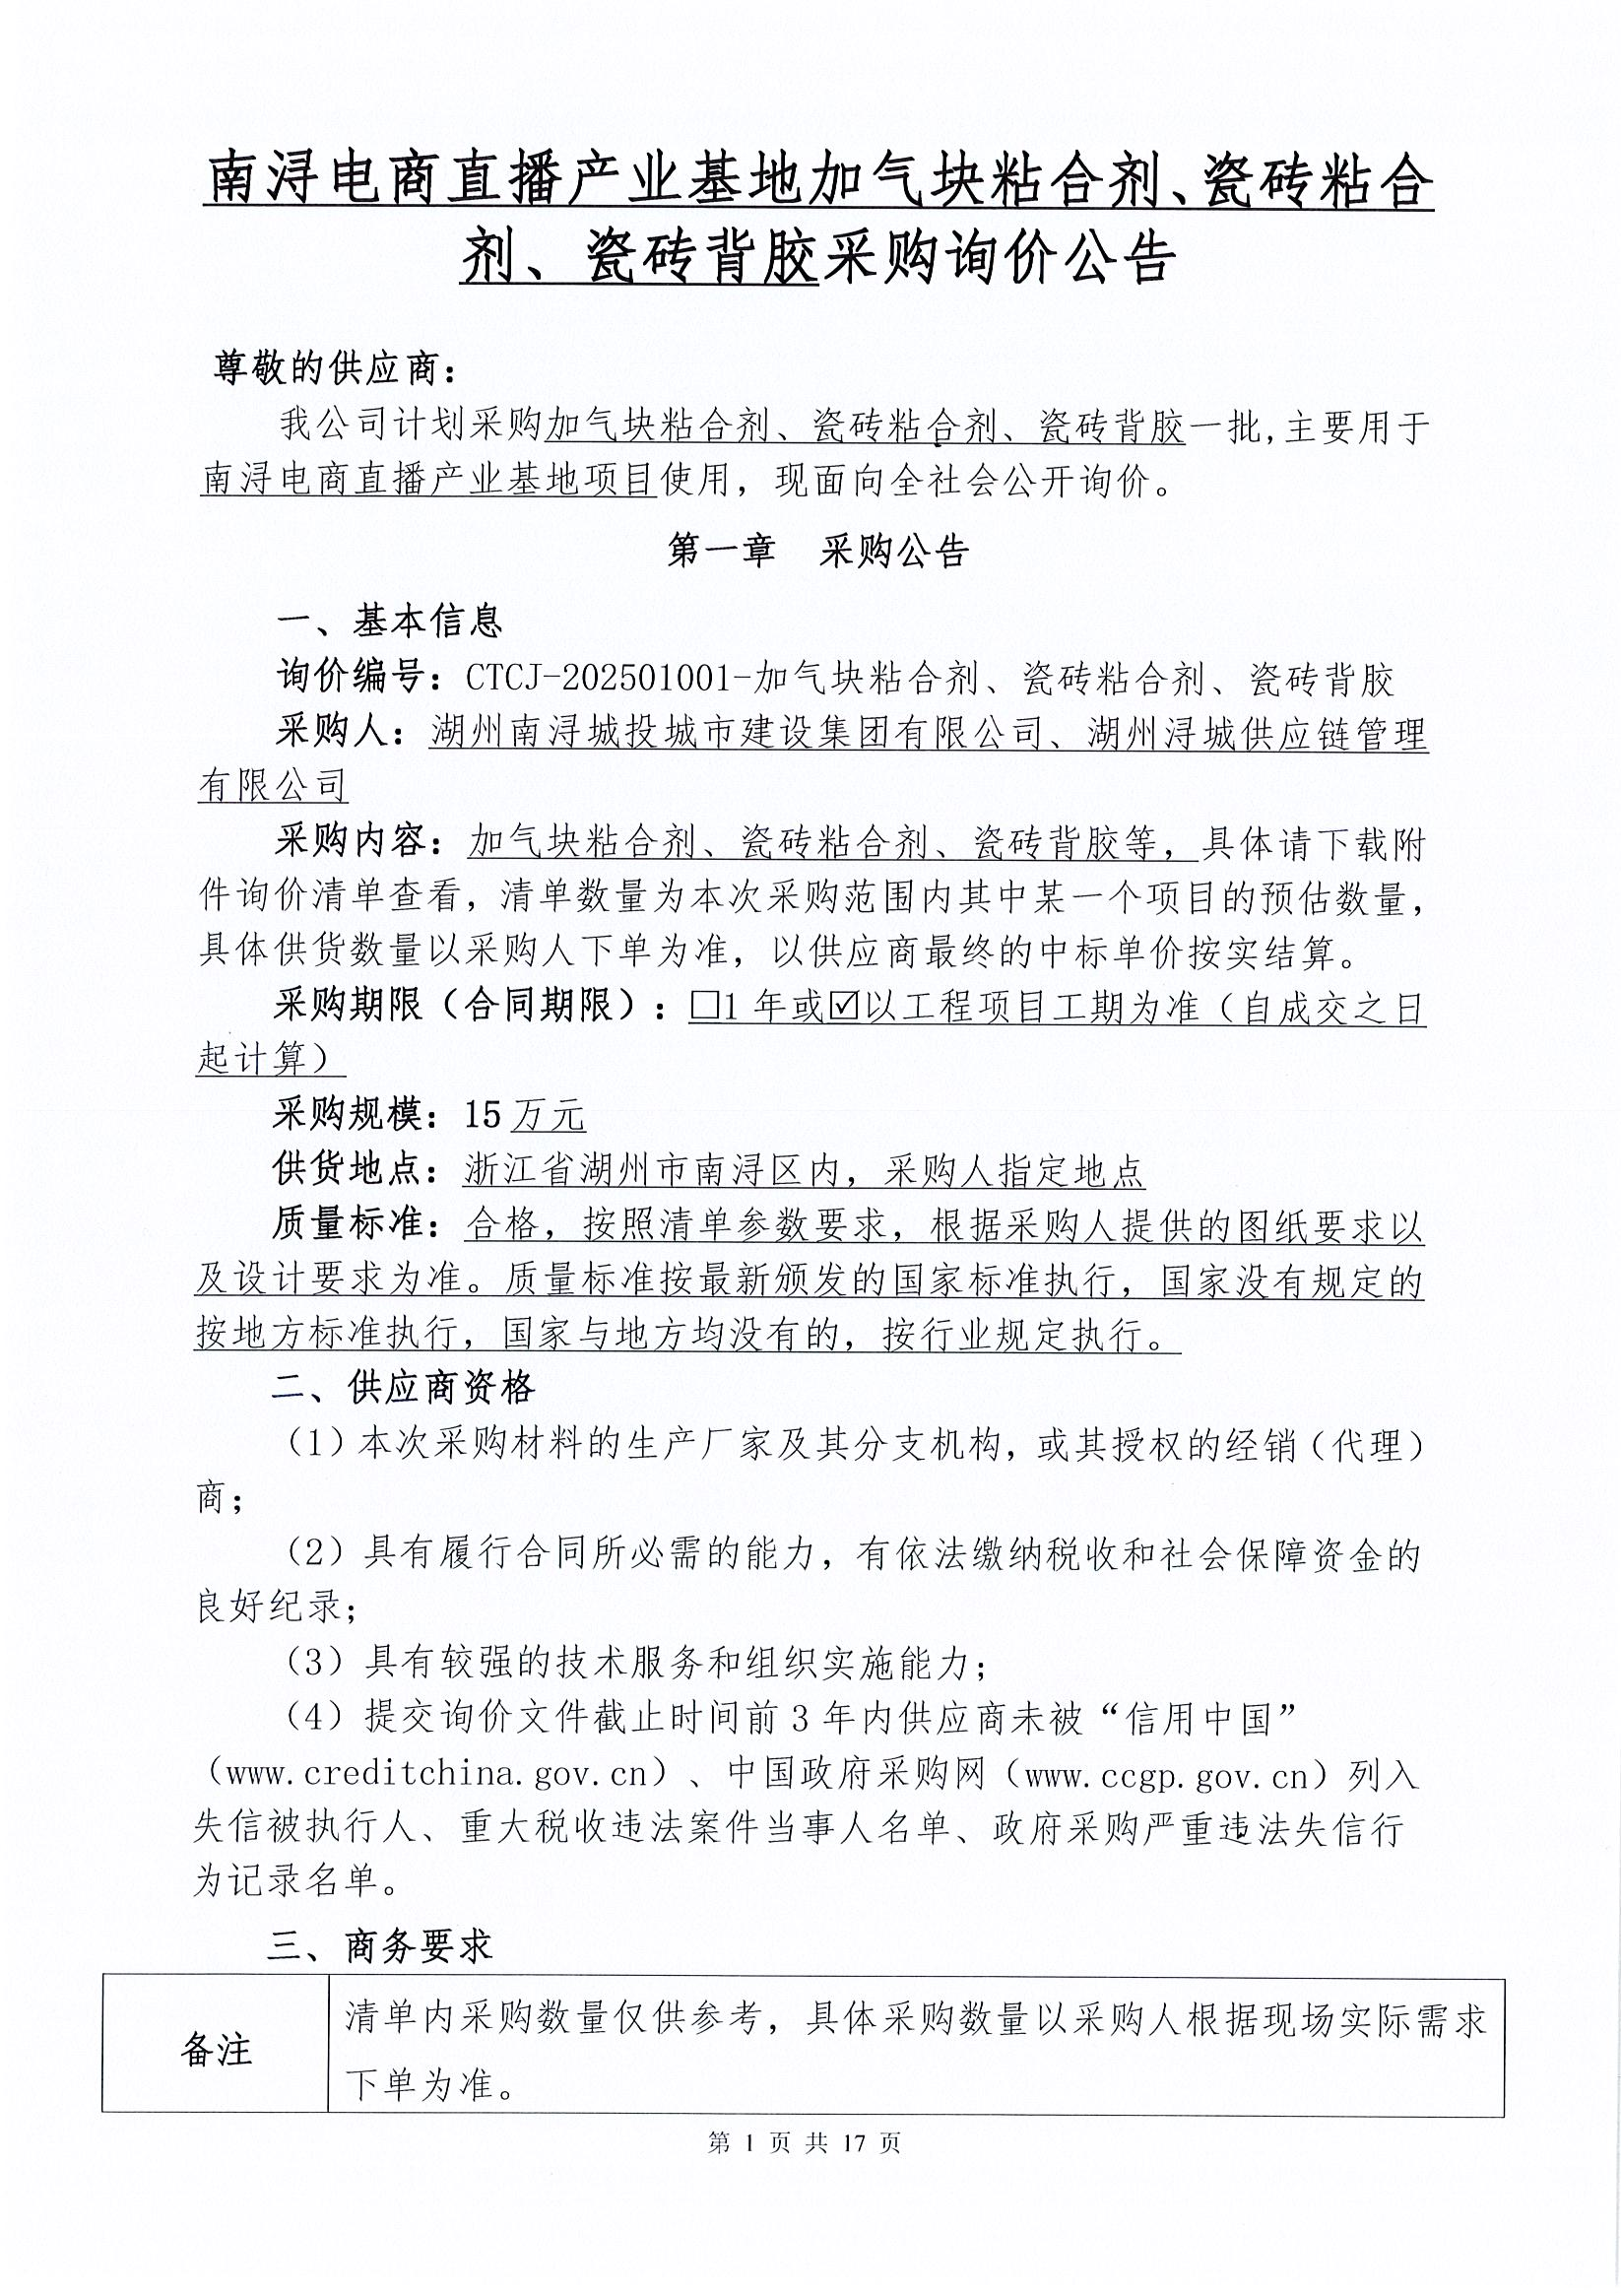 南浔电商直播产业基地加气块粘合剂、瓷砖粘合
剂、瓷砖背胶采购询价公告
尊敬的供应商：
我公司计划采购加气块粘合剂、瓷砖粘合剂、瓷砖背胶一批,主要用于
南浔电商直播产业基地项目使用，现面向全社会公开询价。
第一章 采购公告
一、基本信息
询价编号：CTCJ-202501001-加气块粘合剂、瓷砖粘合剂、瓷砖背胶
采购人：湖州南浔城投城市建设集团有限公司、湖州浔城供应链管理
有限公司
采购内容：加气块粘合剂、瓷砖粘合剂、瓷砖背胶等，具体请下载附
件询价清单查看，清单数量为本次采购范围内其中某一个项目的预估数量，
具体供货数量以采购人下单为准，以供应商最终的中标单价按实结算。
采购期限（合同期限）：□1 年或☑以工程项目工期为准（自成交之日
起计算）
采购规模：15 万元
供货地点：浙江省湖州市南浔区内，采购人指定地点
质量标准：合格，按照清单参数要求，根据采购人提供的图纸要求以
及设计要求为准。质量标准按最新颁发的国家标准执行，国家没有规定的
按地方标准执行，国家与地方均没有的，按行业规定执行。
二、供应商资格
（1）本次采购材料的生产厂家及其分支机构，或其授权的经销（代理）
商；
（2）具有履行合同所必需的能力，有依法缴纳税收和社会保障资金的
良好纪录；
（3）具有较强的技术服务和组织实施能力；
（4）提交询价文件截止时间前 3 年内供应商未被“信用中国”
（www.creditchina.gov.cn）、中国政府采购网（www.ccgp.gov.cn）列入
失信被执行人、重大税收违法案件当事人名单、政府采购严重违法失信行
为记录名单。
三、商务要求
备注
清单内采购数量仅供参考，具体采购数量以采购人根据现场实际需求
下单为准。
第 1 页 共 17 页